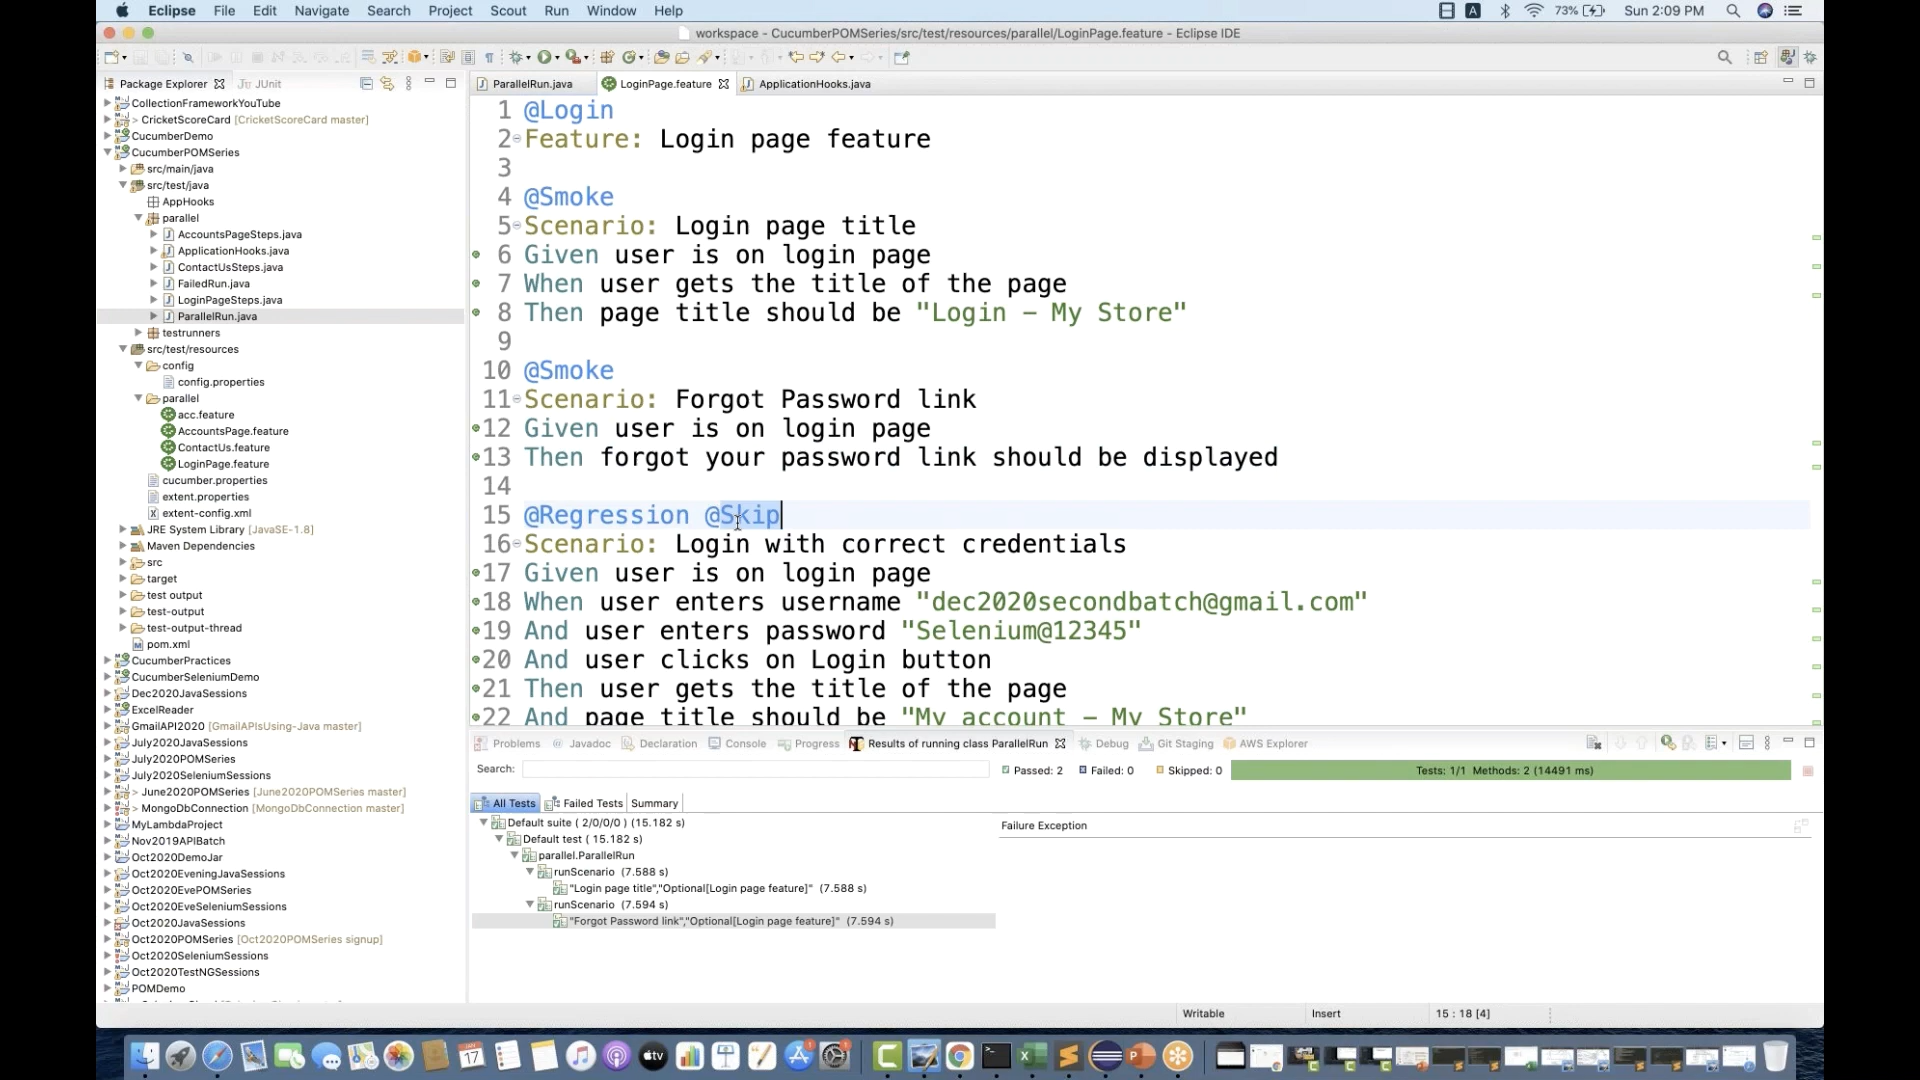 Eclipse File Edit Navigate Search Project Scout Run Window Help
73% Sun 2:09 PM
workspace - CucumberPOMSeries/src/test/resources/parallel/LoginPage.feature - Eclipse IDE
Package Explorer JUnit
CollectionFrameworkYouTube
> CricketScoreCard [CricketScoreCard master]
CucumberDemo
CucumberPOMSeries
src/main/java
src/test/java
AppHooks
parallel
AccountsPageSteps.java
ApplicationHooks.java
ContactUsSteps.java
FailedRun.java
LoginPageSteps.java
ParallelRun.java
testrunners
src/test/resources
config
config.properties
parallel
acc.feature
AccountsPage.feature
ContactUs.feature
LoginPage.feature
cucumber.properties
extent.properties
extent-config.xml
JRE System Library [JavaSE-1.8]
Maven Dependencies
src
target
test output
test-output
test-output-thread
pom.xml
CucumberPractices
CucumberSeleniumDemo
Dec2020JavaSessions
ExcelReader
GmailAPI2020 [GmailAPIsUsing-Java master]
July2020JavaSessions
July2020POMSeries
July2020SeleniumSessions
> June2020POMSeries [June2020POMSeries master]
> MongoDbConnection [MongoDbConnection master]
MyLambdaProject
Nov2019APIBatch
Oct2020DemoJar
Oct2020EveningJavaSessions
Oct2020EvePOMSeries
Oct2020EveSeleniumSessions
Oct2020JavaSessions
Oct2020POMSeries [Oct2020POMSeries signup]
Oct2020SeleniumSessions
Oct2020TestNGSessions
POMDemo
ParallelRun.java LoginPage.feature ApplicationHooks.java
1 @Login
2 Feature: Login page feature
3
4 @Smoke
5 Scenario: Login page title
6 Given user is on login page
7 When user gets the title of the page
8 Then page title should be "Login - My Store"
9
10 @Smoke
11 Scenario: Forgot Password link
12 Given user is on login page
13 Then forgot your password link should be displayed
14
15 @Regression @Skip
16 Scenario: Login with correct credentials
17 Given user is on login page
18 When user enters username "dec2020secondbatch@gmail.com"
19 And user enters password "Selenium@12345"
20 And user clicks on Login button
21 Then user gets the title of the page
22 And page title should be "My account - My Store"
Problems Javadoc Declaration Console Progress Results of running class ParallelRun Debug Git Staging AWS Explorer
Search: Passed: 2 Failed: 0 Skipped: 0 Tests: 1/1 Methods: 2 (14491 ms)
All Tests Failed Tests Summary
Default suite ( 2/0/0/0 ) (15.182 s)
Default test ( 15.182 s)
parallel.ParallelRun
runScenario (7.588 s)
"Login page title","Optional[Login page feature]" (7.588 s)
runScenario (7.594 s)
"Forgot Password link","Optional[Login page feature]" (7.594 s)
Failure Exception
Writable Insert 15 : 18 [4]